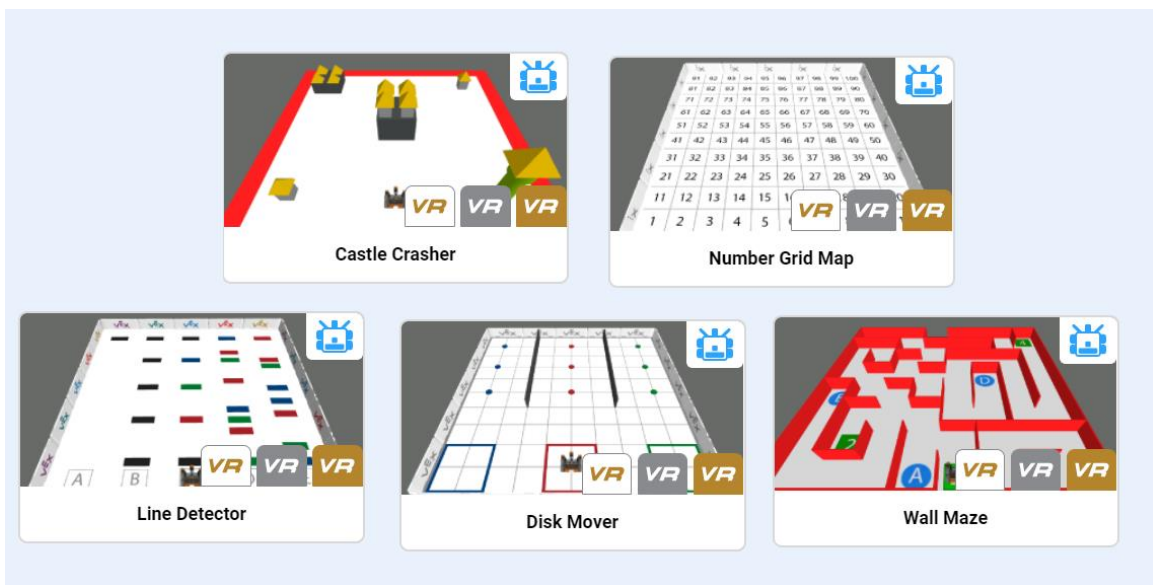 VR VR VR
Castle Crasher
91 92 93 94 95 96 97 98 99 100
81 82 83 84 85 86 87 88 89 90
71 72 73 74 75 76 77 78 79 80
61 62 63 64 65 66 67 68 69 70
51 52 53 54 55 56 57 58 59 60
41 42 43 44 45 46 47 48 49 50
31 32 33 34 35 36 37 38 39 40
21 22 23 24 25 26 27 28 29 30
11 12 13 14 15
1 2 3 4 5
VR VR VR
Number Grid Map
vex vex vex vex vex
A B
VR VR VR
Line Detector
VR VR VR
Disk Mover
D
2
A
VR VR VR
Wall Maze